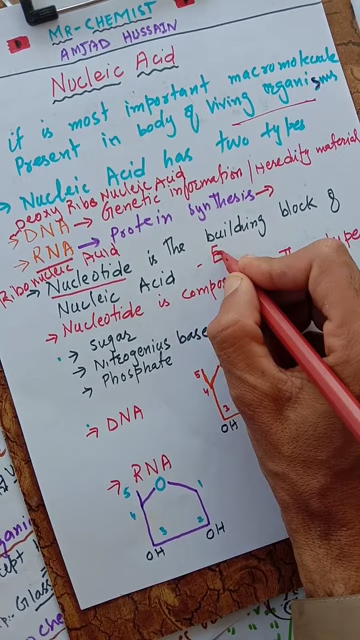 MR-CHEMIST
AMJAD HUSSAIN
Nucleic Acid
it is most important macromolecule
Present in body of living organisms
→ Nucleic Acid has two types
Deoxy Ribo Nucleic Acid
→ DNA → Genetic information / Heredity material
→ RNA → Protein synthesis →
Ribonucleic Acid
→ Nucleotide is the building block of
Nucleic Acid
→ Nucleotide is compo
→ Sugar
→ Nitrogenius base
→ Phosphate
→ DNA
5
4
3
OH
→ RNA
5
O
1
4
3
2
OH
OH